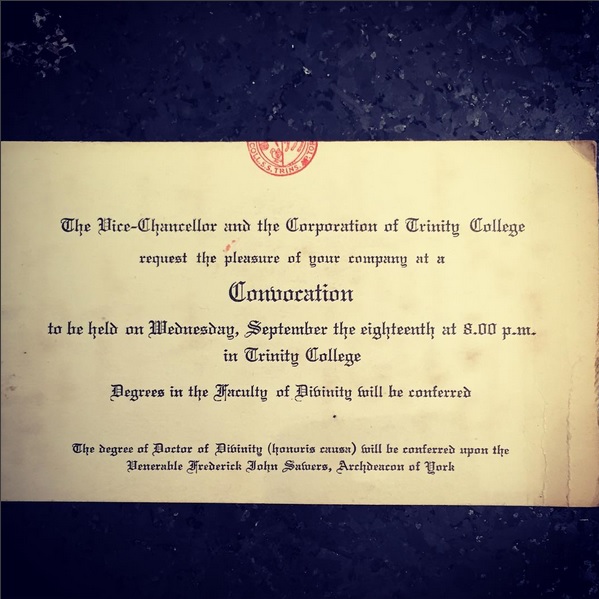 COLL. S.S. TRINS
The Vice-Chancellor and the Corporation of Trinity College
request the pleasure of your company at a
Convocation
to be held on Wednesday, September the eighteenth at 8.00 p.m.
in Trinity College
Degrees in the Faculty of Divinity will be conferred
The degree of Doctor of Divinity (honoris causa) will be conferred upon the
Venerable Frederick John Sawers, Archdeacon of York